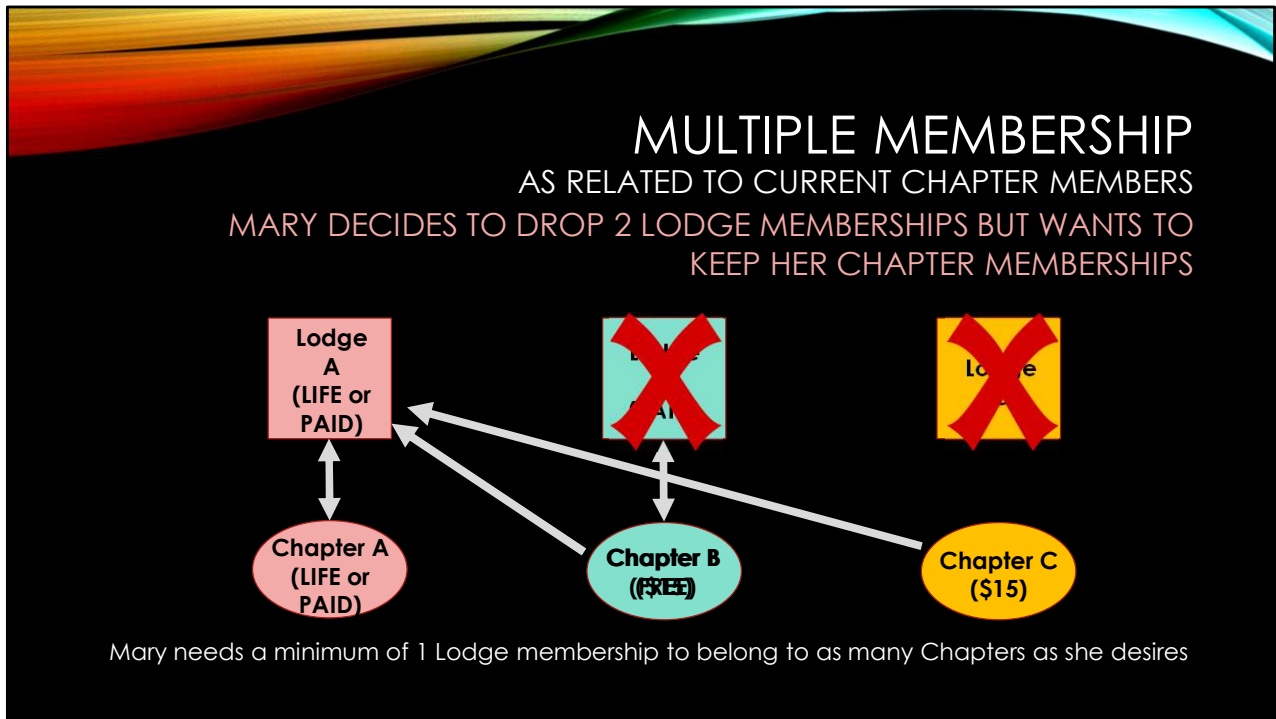 MULTIPLE MEMBERSHIP
AS RELATED TO CURRENT CHAPTER MEMBERS
MARY DECIDES TO DROP 2 LODGE MEMBERSHIPS BUT WANTS TO
KEEP HER CHAPTER MEMBERSHIPS
Lodge
A
(LIFE or
PAID)
Lodge
Chapter A
(LIFE or
PAID)
Chapter B
Chapter C
($15)
Mary needs a minimum of 1 Lodge membership to belong to as many Chapters as she desires